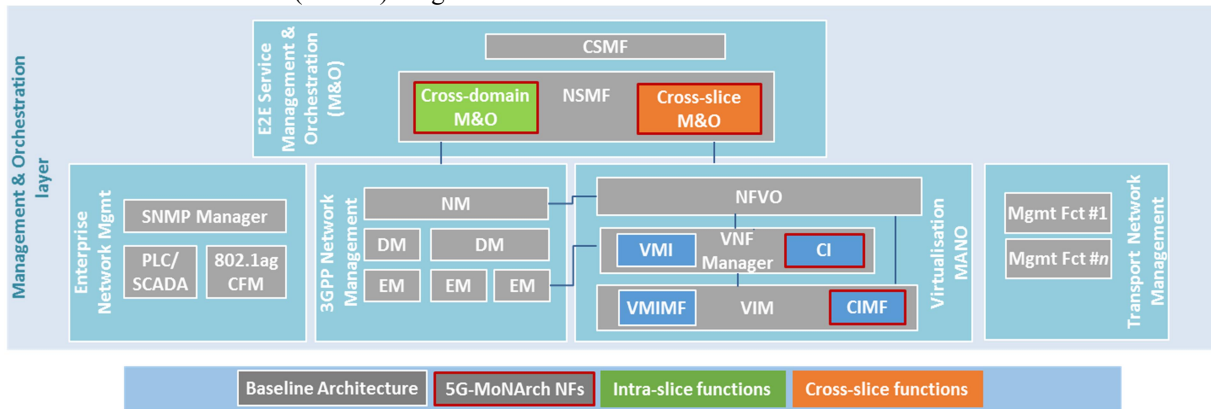 Management & Orchestration
layer
E2E Service
Management &
Orchestration
(M&O)
CSMF
NSMF
Cross-domain
M&O
Cross-slice
M&O
Enterprise
Network Mgmt
SNMP Manager
PLC/
SCADA
802.1ag
CFM
3GPP Network
Management
NM
DM
DM
EM
EM
EM
NFVO
VMI
VNF
Manager
CI
VMIMF
VIM
CIMF
Virtualisation
MANO
Mgmt Fct #1
Mgmt Fct #n
Transport Network
Management
Baseline Architecture
5G-MoNArch NFs
Intra-slice functions
Cross-slice functions